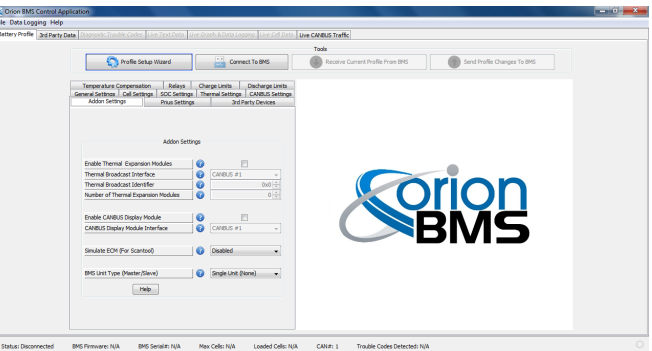 Orion BMS Control Application
ile Data Logging Help
Battery Profile 3rd Party Data Diagnostic Trouble Codes Live Text Data Live Graph & Data Logging Live Cell Data Live CANBUS Traffic
Tools
Profile Setup Wizard Connect To BMS Receive Current Profile From BMS Send Profile Changes To BMS
Temperature Compensation Relays Charge Limits Discharge Limits
General Settings Cell Settings SOC Settings Thermal Settings CANBUS Settings
Addon Settings Prius Settings 3rd Party Devices
Addon Settings
Enable Thermal Expansion Modules ?
Thermal Broadcast Interface ? CANBUS #1
Thermal Broadcast Identifier ? 0x0
Number of Thermal Expansion Modules ? 0
Enable CANBUS Display Module ?
CANBUS Display Module Interface ? CANBUS #1
Simulate ECM (For Scantool) ? Disabled
BMS Unit Type (Master/Slave) ? Single Unit (None)
Help
orion
BMS
Status: Disconnected BMS Firmware: N/A BMS Serial#: N/A Max Cells: N/A Loaded Cells: N/A CAN#: 1 Trouble Codes Detected: N/A